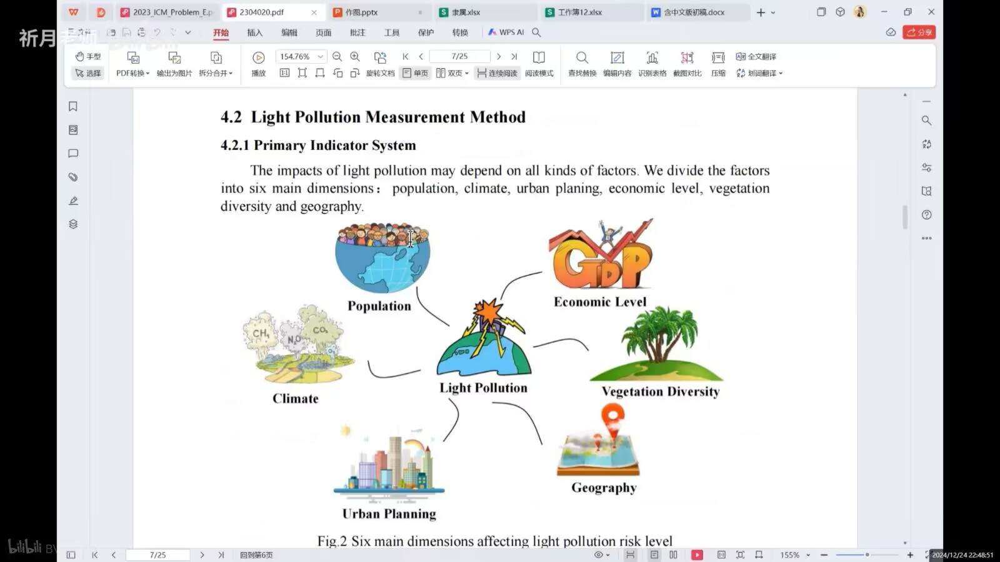 2023_ICM_Problem_E.p
2304020.pdf
作图.pptx
隶属.xlsx
工作簿12.xlsx
含中文版初稿.docx
祈月老师
文件
开始
插入
编辑
页面
批注
工具
保护
转换
WPS AI
分享
手型
选择
PDF转换
输出为图片
拆分合并
播放
154.76%
旋转文档
7/25
单页
双页
连续阅读
阅读模式
查找替换
编辑内容
识别表格
截图对比
压缩
全文翻译
划词翻译
4.2 Light Pollution Measurement Method
4.2.1 Primary Indicator System
The impacts of light pollution may depend on all kinds of factors. We divide the factors
into six main dimensions： population, climate, urban planing, economic level, vegetation
diversity and geography.
GDP
Population
Economic Level
CH₄
N₂O
CO₂
Light Pollution
Vegetation Diversity
Climate
Geography
Urban Planning
Fig.2 Six main dimensions affecting light pollution risk level
bilibili BV
7/25
回到第6页
155%
2024/12/24 22:48:51